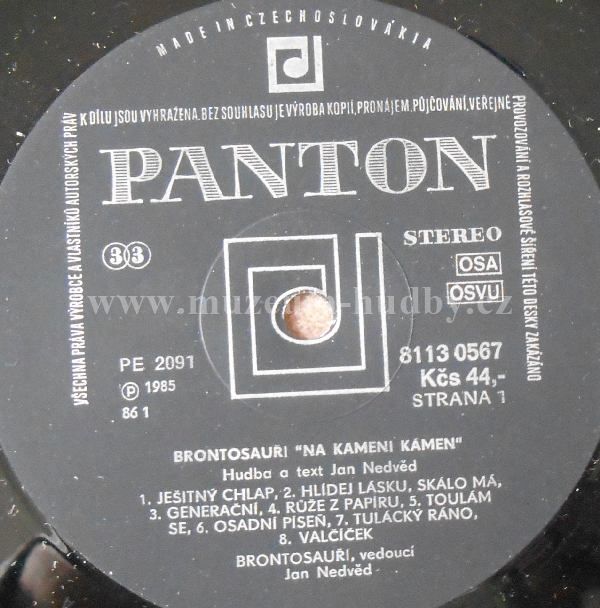 MADE IN CZECHOSLOVAKIA
VŠECHNA PRÁVA VÝROBCE A VLASTNÍKŮ AUTORSKÝCH PRÁV
K DÍLU JSOU VYHRAŽENA. BEZ SOUHLASU JE VÝROBA KOPIÍ, PRONÁJEM, PŮJČOVÁNÍ, VEŘEJNÉ
PROVOZOVÁNÍ A ROZHLASOVÉ ŠÍŘENÍ TÉTO DESKY ZAKÁZÁNO
PANTON
33
STEREO
OSA
OSVU
www.muzeum-hudby.cz
PE 2091
Ⓟ 1985
86 1
8113 0567
Kčs 44,-
STRANA 1
BRONTOSAUŘI "NA KAMENI KÁMEN"
Hudba a text Jan Nedvěd
1. JEŠITNÝ CHLAP, 2. HLÍDEJ LÁSKU, SKÁLO MÁ,
3. GENERAČNÍ, 4. RŮŽE Z PAPÍRU, 5. TOULÁM
SE, 6. OSADNÍ PÍSEŇ, 7. TULÁCKÝ RÁNO,
8. VALČÍČEK
BRONTOSAUŘI, vedoucí
Jan Nedvěd